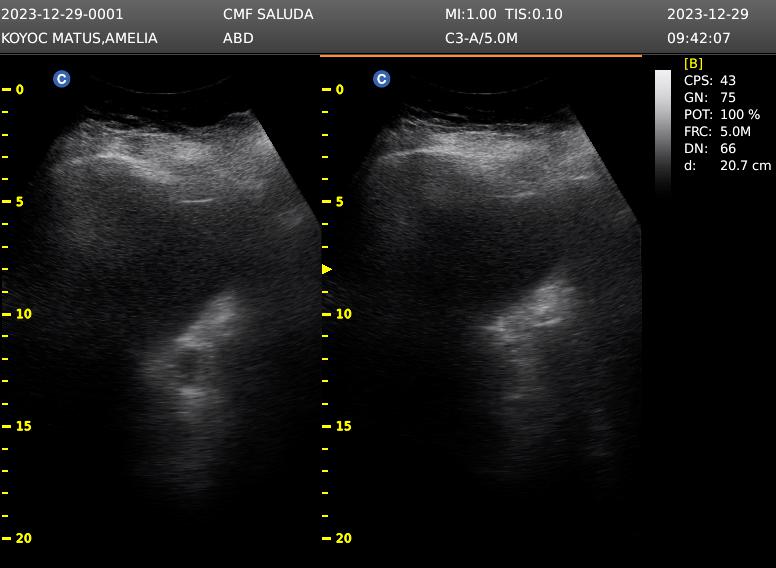 2023-12-29-0001 CMF SALUDA MI:1.00 TIS:0.10 2023-12-29
KOYOC MATUS,AMELIA ABD C3-A/5.0M 09:42:07
C C
[B]
CPS: 43
GN: 75
POT: 100 %
FRC: 5.0M
DN: 66
d: 20.7 cm
0 0
5 5
10 10
15 15
20 20